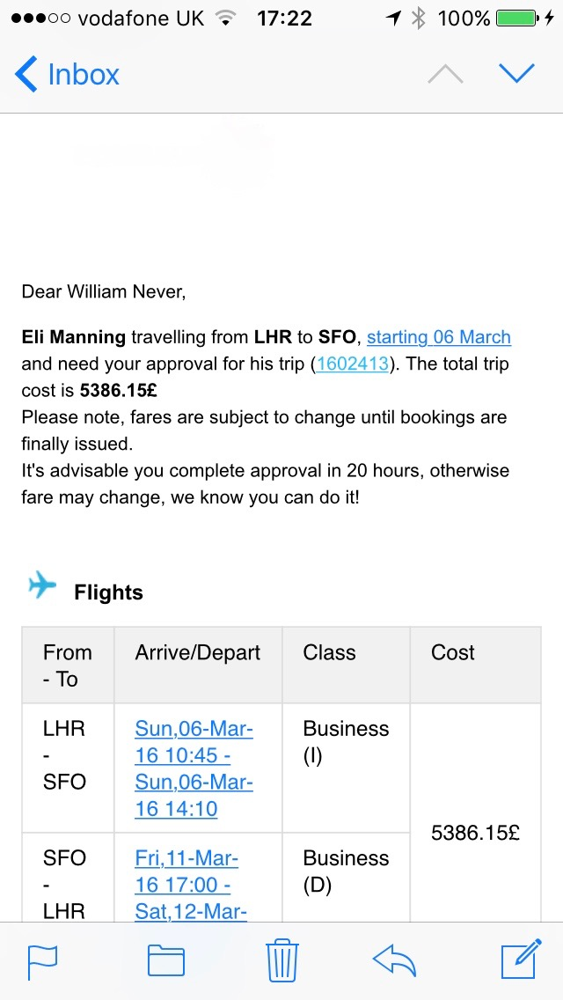 vodafone UK 17:22 100%
Inbox
Dear William Never,
Eli Manning travelling from LHR to SFO, starting 06 March
and need your approval for his trip (1602413). The total trip
cost is 5386.15£
Please note, fares are subject to change until bookings are
finally issued.
It's advisable you complete approval in 20 hours, otherwise
fare may change, we know you can do it!
Flights
From
- To
Arrive/Depart
Class
Cost
LHR
-
SFO
Sun,06-Mar-
16 10:45 -
Sun,06-Mar-
16 14:10
Business
(I)
5386.15£
SFO
-
LHR
Fri,11-Mar-
16 17:00 -
Sat,12-Mar-
Business
(D)